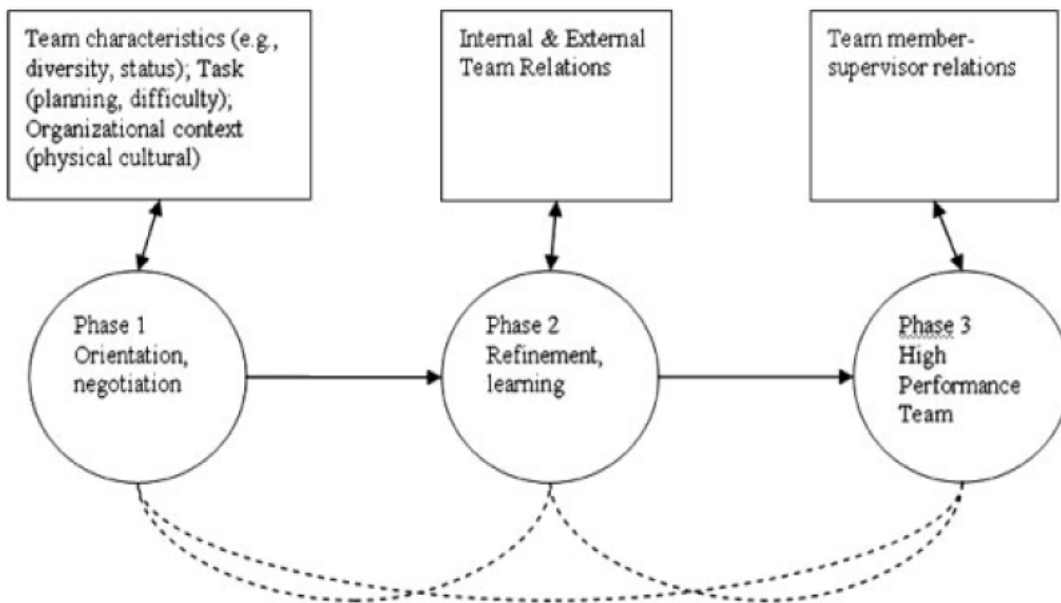 Team characteristics (e.g.,
diversity, status); Task
(planning, difficulty);
Organizational context
(physical cultural)
Internal & External
Team Relations
Team member-
supervisor relations
Phase 1
Orientation,
negotiation
Phase 2
Refinement,
learning
Phase 3
High
Performance
Team